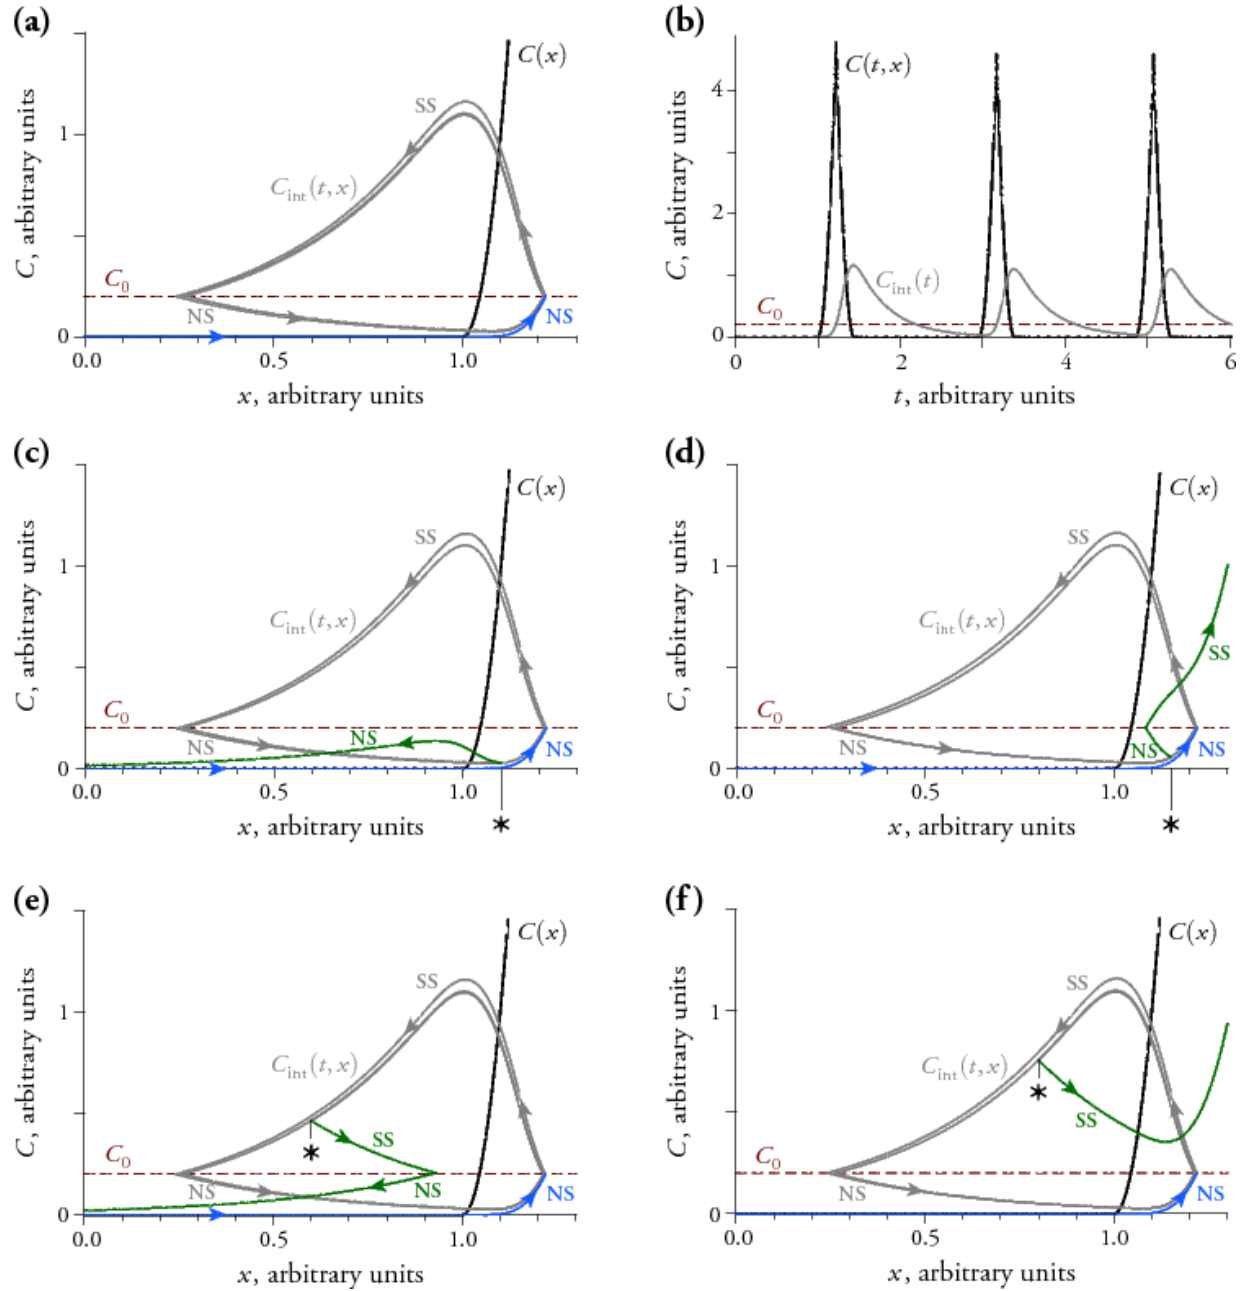 (a)
C, arbitrary units
1
0
C(x)
SS
C_int(t, x)
C_0
NS
NS
0.0 0.5 1.0
x, arbitrary units
(b)
C, arbitrary units
4
2
0
C(t, x)
C_int(t)
C_0
0 2 4 6
t, arbitrary units
(c)
C, arbitrary units
1
0
C(x)
SS
C_int(t, x)
C_0
NS
NS
NS
0.0 0.5 1.0
x, arbitrary units
*
(d)
C, arbitrary units
1
0
C(x)
SS
C_int(t, x)
SS
C_0
NS
NS
NS
0.0 0.5 1.0
x, arbitrary units
*
(e)
C, arbitrary units
1
0
C(x)
SS
C_int(t, x)
*
SS
C_0
NS
NS
NS
0.0 0.5 1.0
x, arbitrary units
(f)
C, arbitrary units
1
0
C(x)
SS
C_int(t, x)
*
SS
C_0
NS
NS
0.0 0.5 1.0
x, arbitrary units